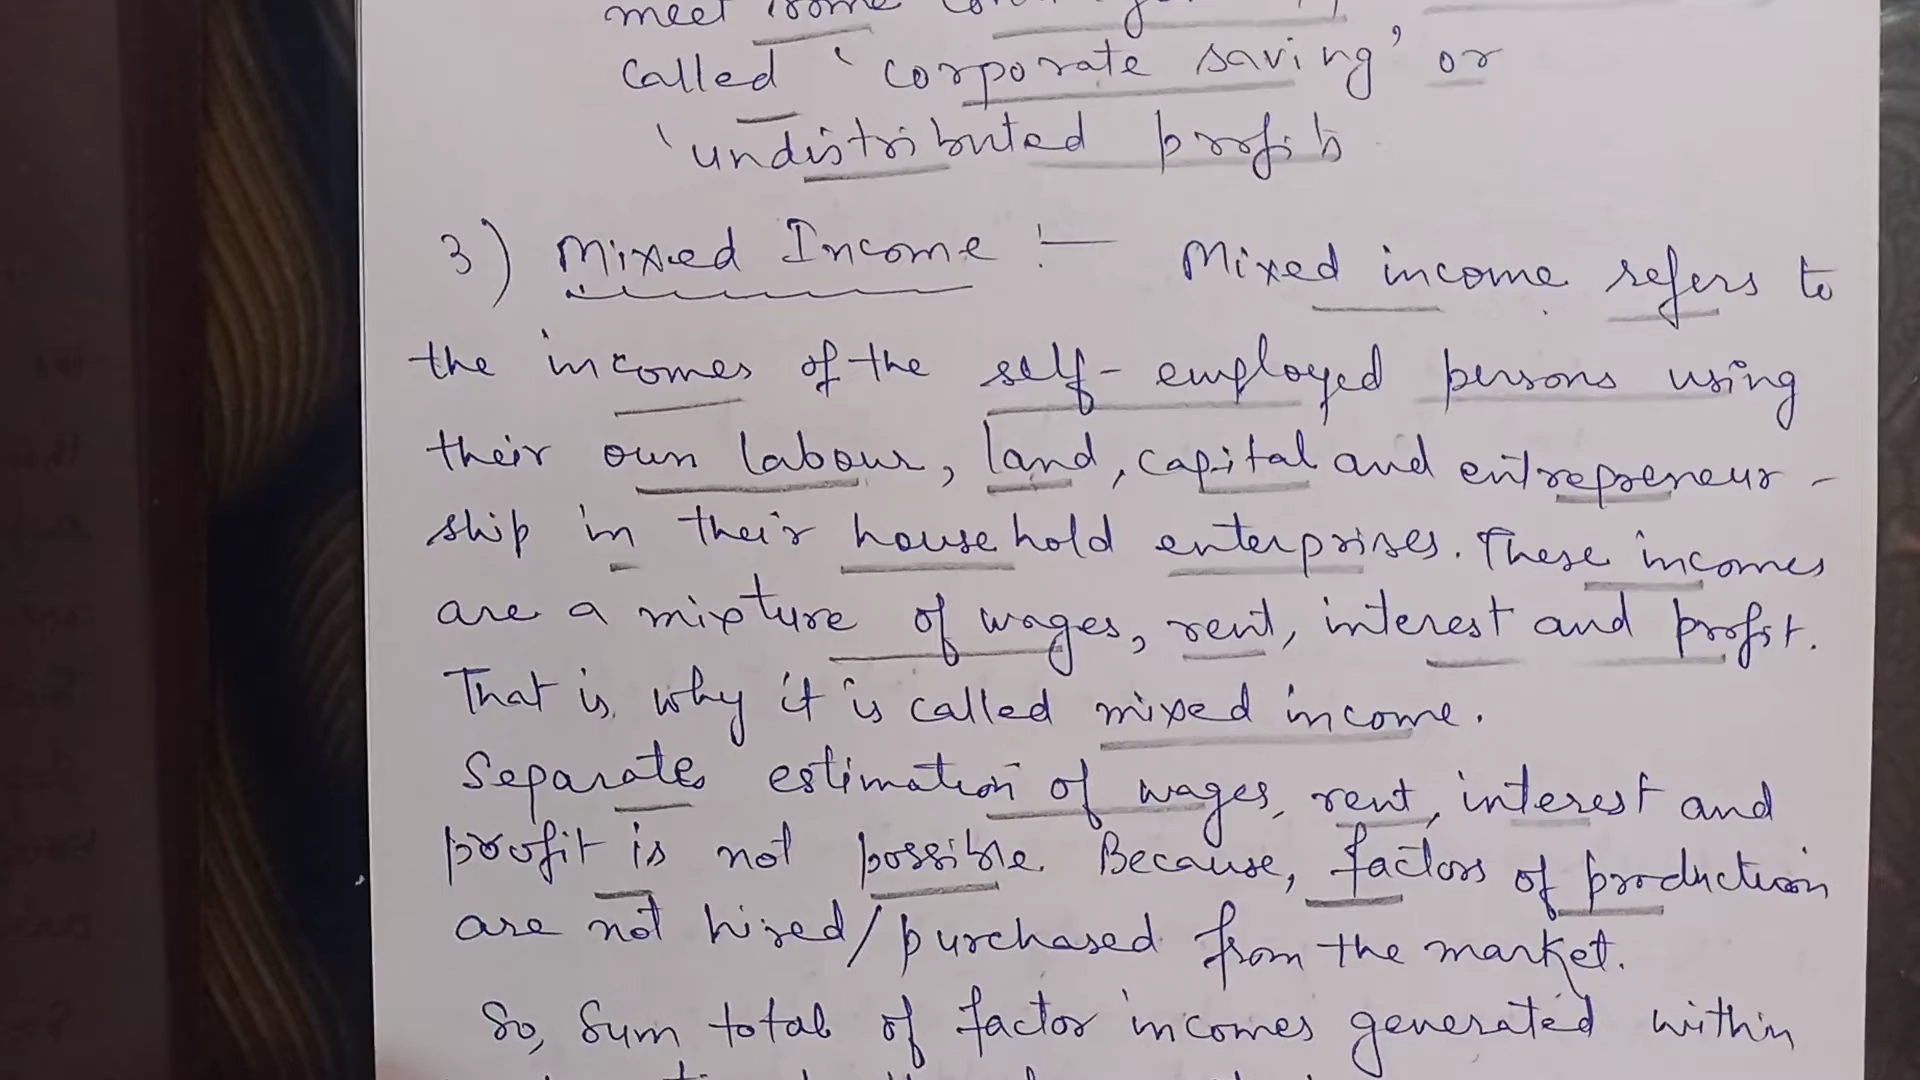 meet some
called 'corporate saving' or
'undistributed profits
3) Mixed Income :— Mixed income refers to
the incomes of the self-employed persons using
their own labour, land, capital and entrepreneur-
ship in their household enterprises. These incomes
are a mixture of wages, rent, interest and profit.
That is why it is called mixed income.
Separate estimation of wages, rent, interest and
profit is not possible. Because, factors of production
are not hired/purchased from the market.
So, Sum total of factor incomes generated within